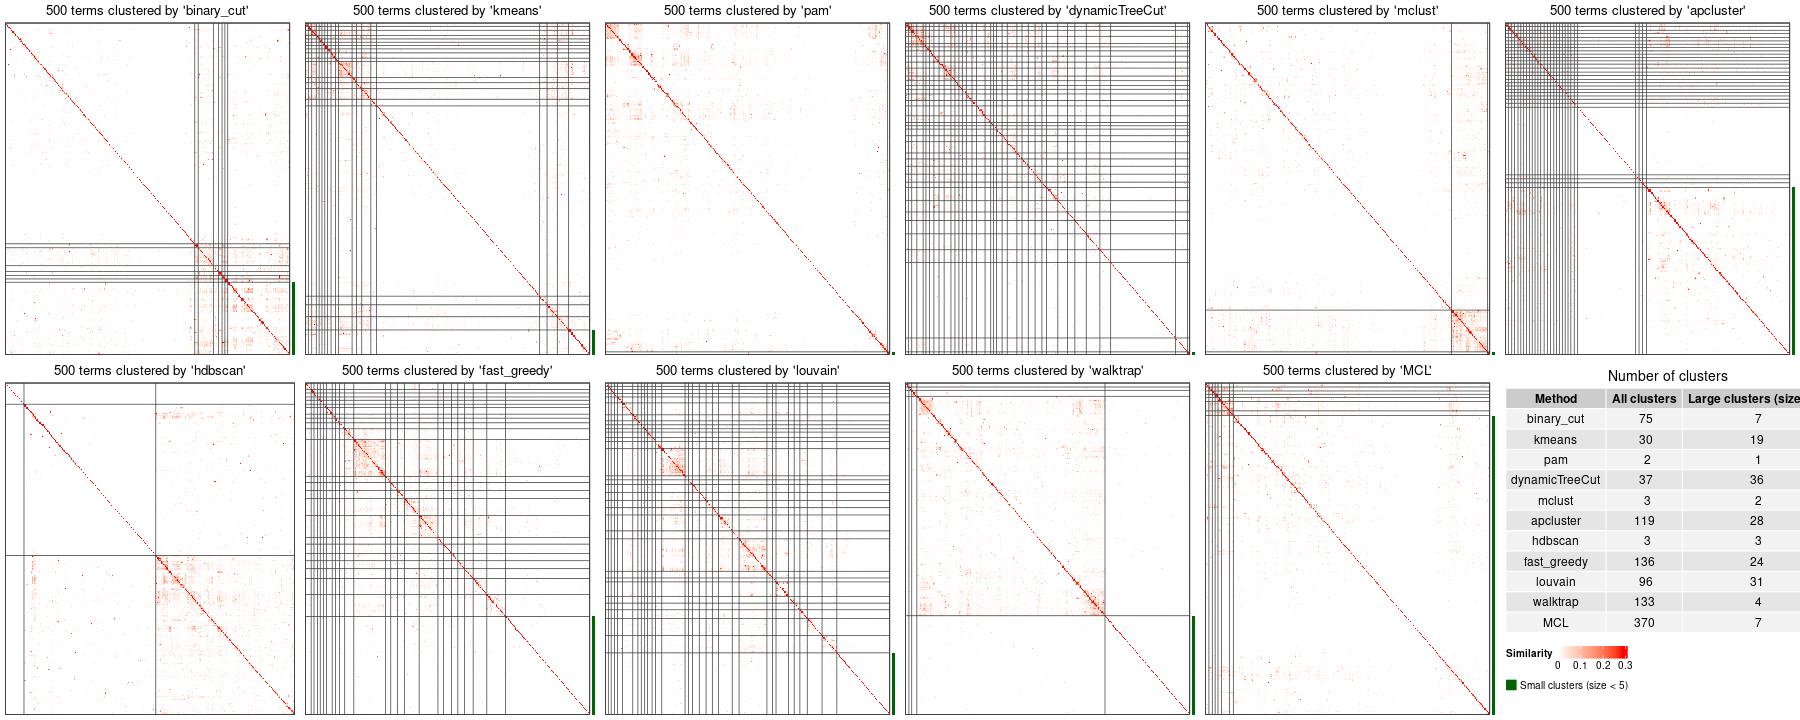 500 terms clustered by 'binary_cut'
500 terms clustered by 'kmeans'
500 terms clustered by 'pam'
500 terms clustered by 'dynamicTreeCut'
500 terms clustered by 'mclust'
500 terms clustered by 'apcluster'
500 terms clustered by 'hdbscan'
500 terms clustered by 'fast_greedy'
500 terms clustered by 'louvain'
500 terms clustered by 'walktrap'
500 terms clustered by 'MCL'
Number of clusters
Method All clusters Large clusters (size
binary_cut 75 7
kmeans 30 19
pam 2 1
dynamicTreeCut 37 36
mclust 3 2
apcluster 119 28
hdbscan 3 3
fast_greedy 136 24
louvain 96 31
walktrap 133 4
MCL 370 7
Similarity
0 0.1 0.2 0.3
Small clusters (size < 5)